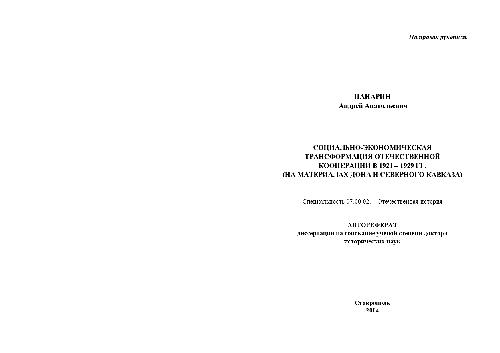 На правах рукописи
ПАНАРИН
Андрей Анатольевич
СОЦИАЛЬНО-ЭКОНОМИЧЕСКАЯ
ТРАНСФОРМАЦИЯ ОТЕЧЕСТВЕННОЙ
КООПЕРАЦИИ В 1921 – 1929 ГГ.
(НА МАТЕРИАЛАХ ДОНА И СЕВЕРНОГО КАВКАЗА)
Специальность 07.00.02. – Отечественная история
АВТОРЕФЕРАТ
диссертации на соискание ученой степени доктора
исторических наук
Ставрополь